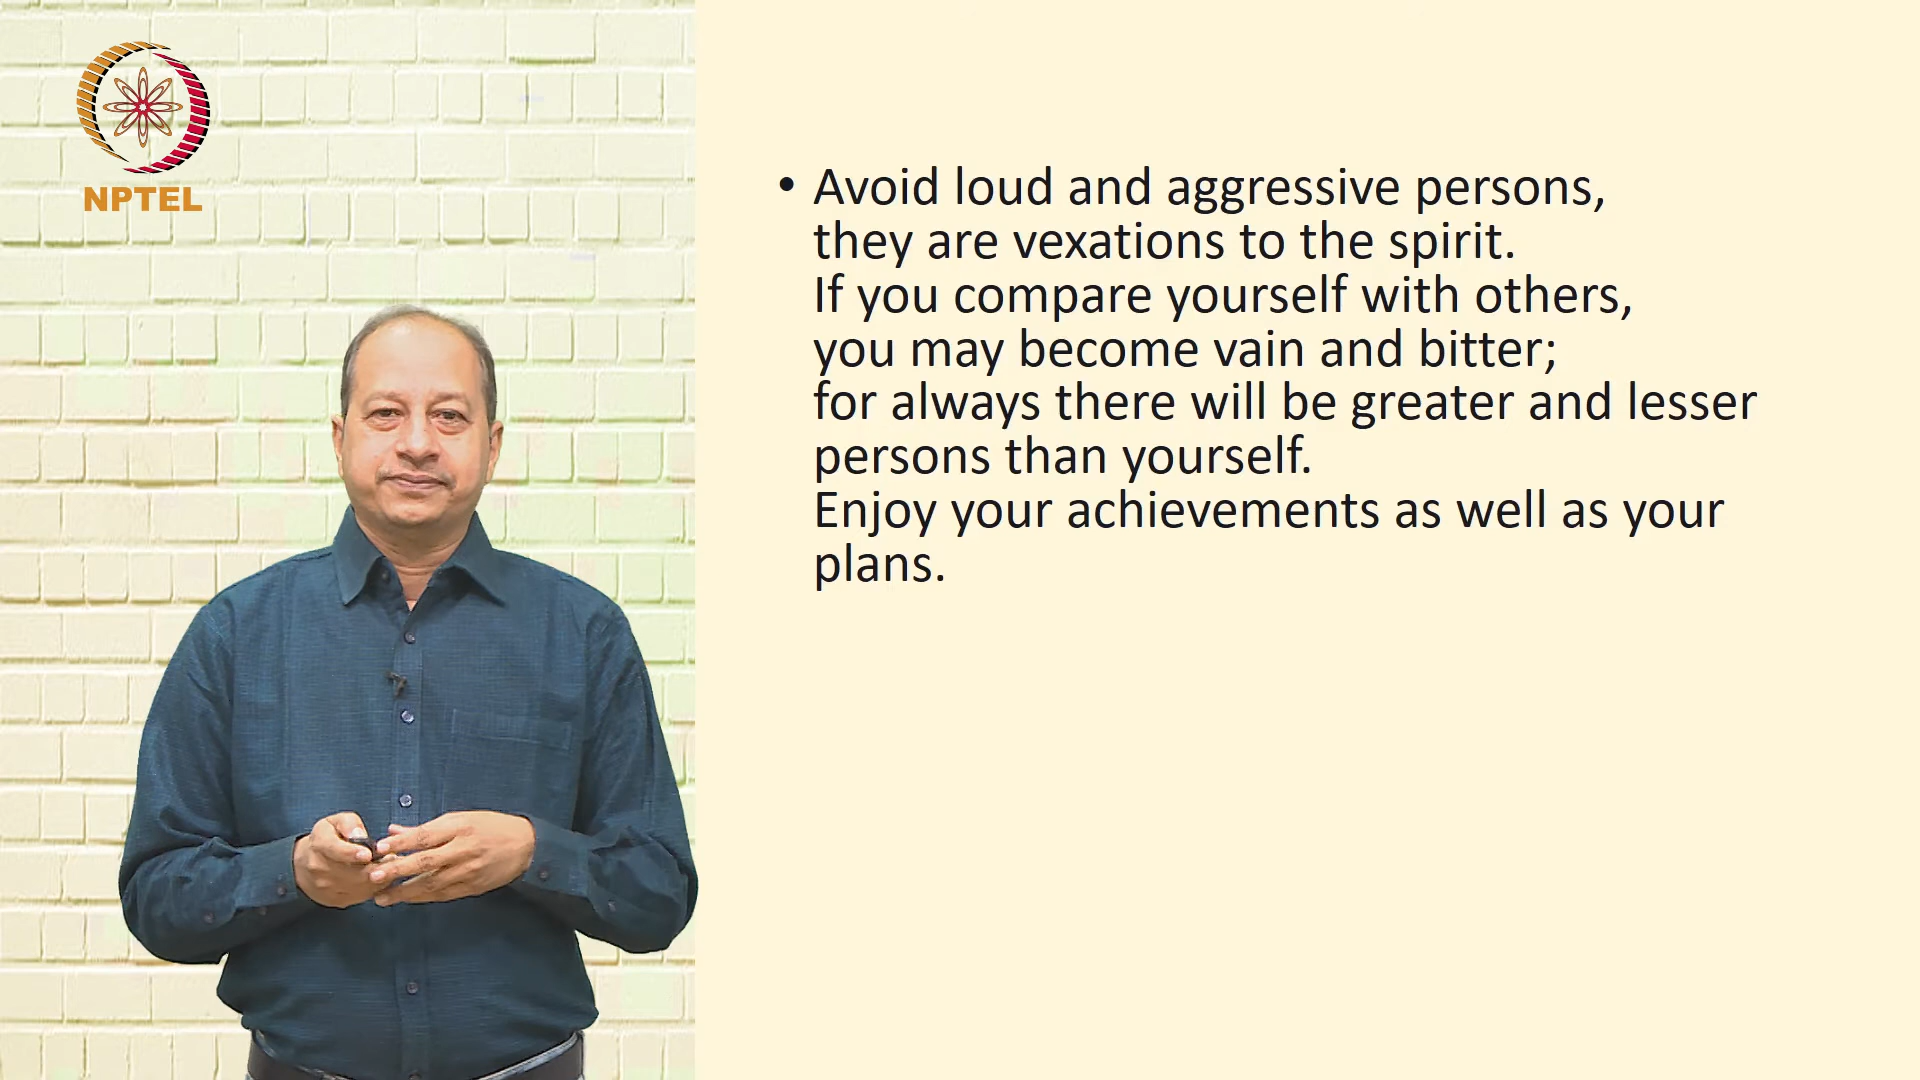 NPTEL
• Avoid loud and aggressive persons,
they are vexations to the spirit.
If you compare yourself with others,
you may become vain and bitter;
for always there will be greater and lesser
persons than yourself.
Enjoy your achievements as well as your
plans.